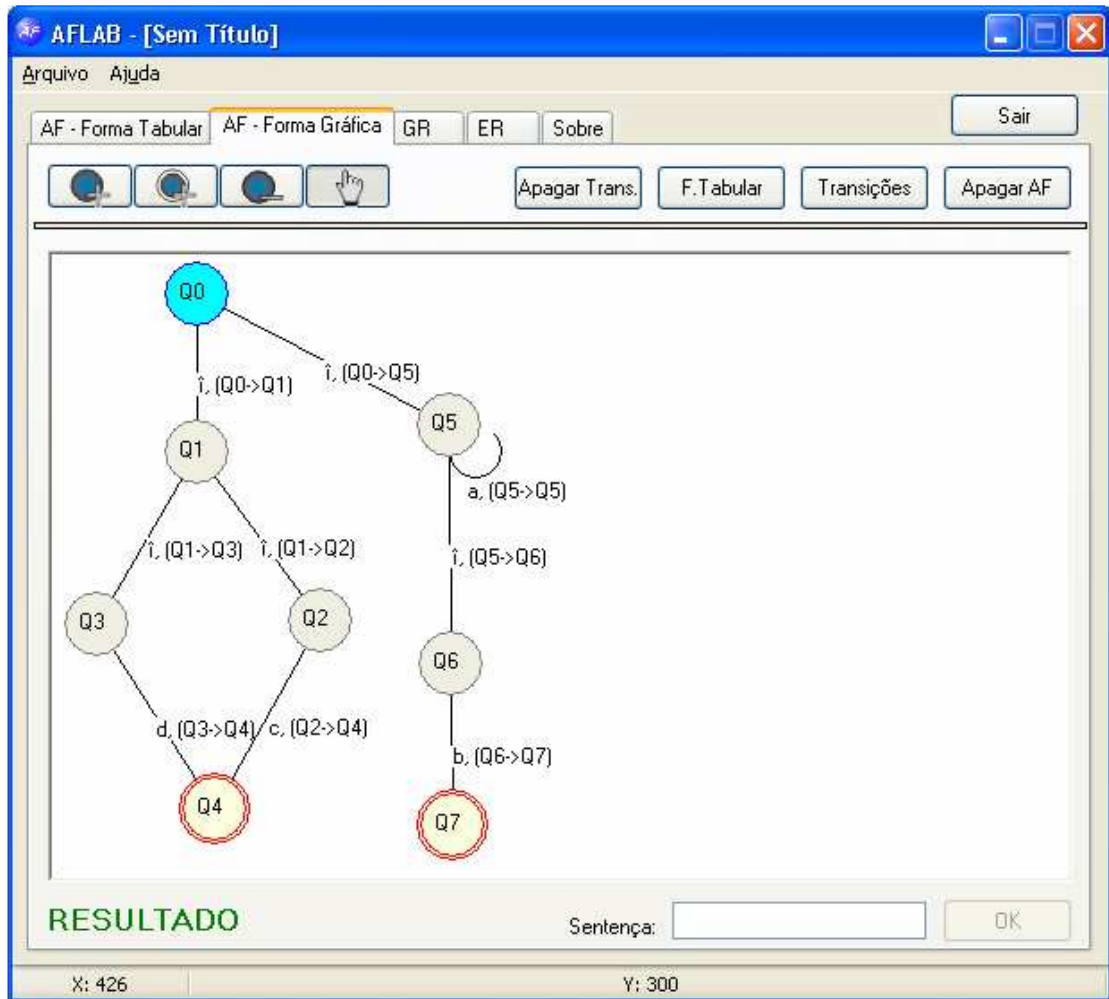 AFLAB - [Sem Título]
Arquivo Ajuda
Sair
AF - Forma Tabular AF - Forma Gráfica GR ER Sobre
Apagar Trans. F.Tabular Transições Apagar AF
Q0
î, (Q0->Q1)
î, (Q0->Q5)
Q1
Q5
a, (Q5->Q5)
î, (Q1->Q3) î, (Q1->Q2)
î, (Q5->Q6)
Q3
Q2
Q6
d, (Q3->Q4) c, (Q2->Q4)
b, (Q6->Q7)
Q4
Q7
RESULTADO
Sentença:
OK
X: 426 Y: 300